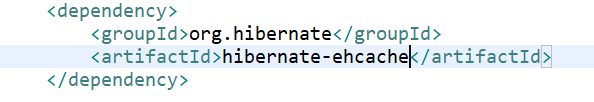 <dependency>
<groupId>org.hibernate</groupId>
<artifactId>hibernate-ehcache</artifactId>
</dependency>